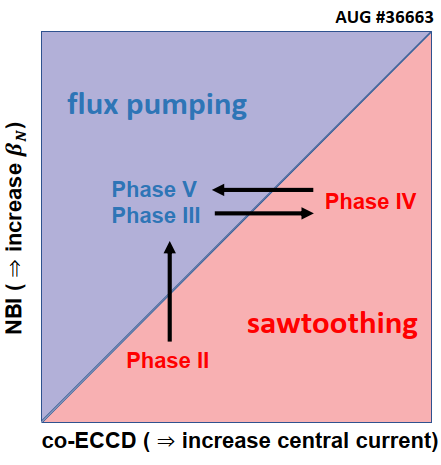 AUG #36663
flux pumping
Phase V
Phase III
Phase IV
sawtoothing
Phase II
NBI ( ⇒ increase β_N)
co-ECCD ( ⇒ increase central current)